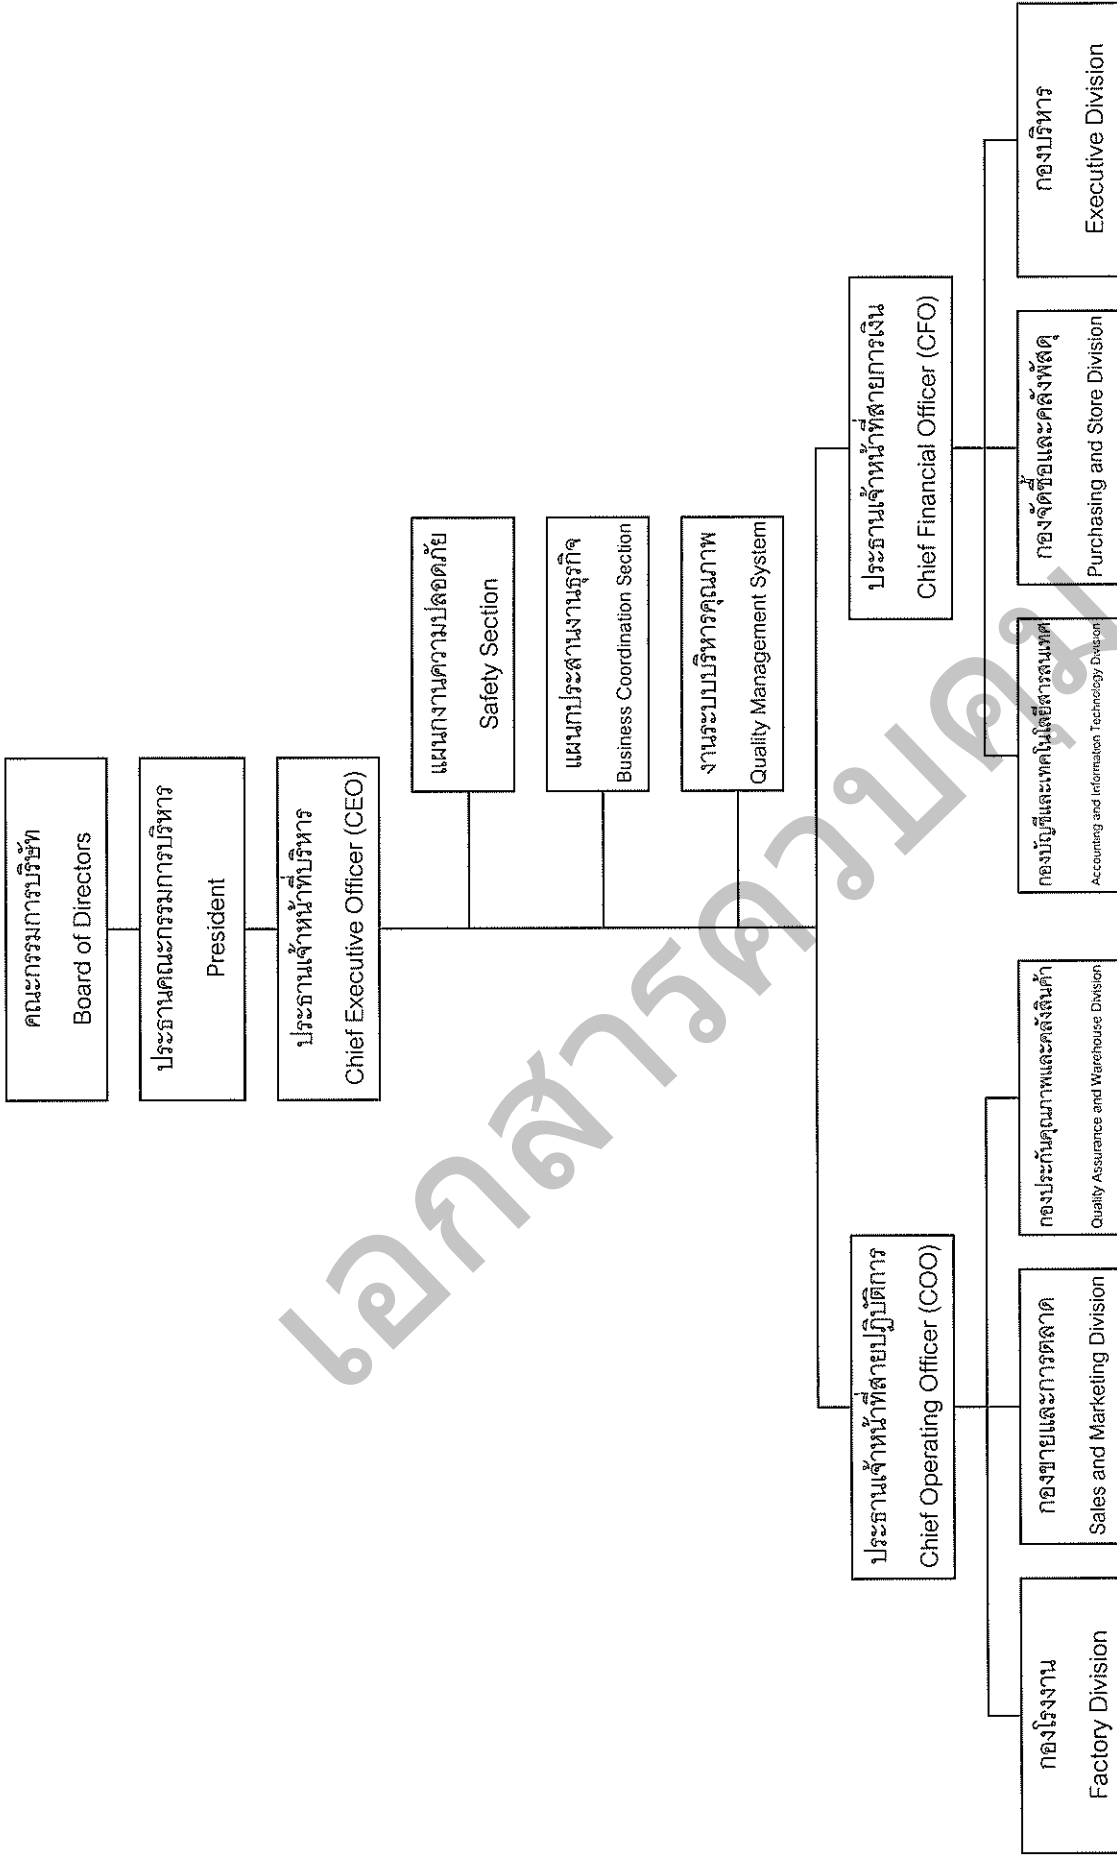 คณะกรรมการบริษัท
Board of Directors
ประธานคณะกรรมการบริหาร
President
ประธานเจ้าหน้าที่บริหาร
Chief Executive Officer (CEO)
แผนกงานความปลอดภัย
Safety Section
แผนกประสานงานธุรกิจ
Business Coordination Section
งานระบบบริหารคุณภาพ
Quality Management System
ประธานเจ้าหน้าที่สายปฏิบัติการ
Chief Operating Officer (COO)
ประธานเจ้าหน้าที่สายการเงิน
Chief Financial Officer (CFO)
กองโรงงาน
Factory Division
กองขายและการตลาด
Sales and Marketing Division
กองประกันคุณภาพและคลังสินค้า
Quality Assurance and Warehouse Division
กองบัญชีและเทคโนโลยีสารสนเทศ
Accounting and Information Technology Division
กองจัดซื้อและคลังพัสดุ
Purchasing and Store Division
กองบริหาร
Executive Division
เอกสารควบคุม